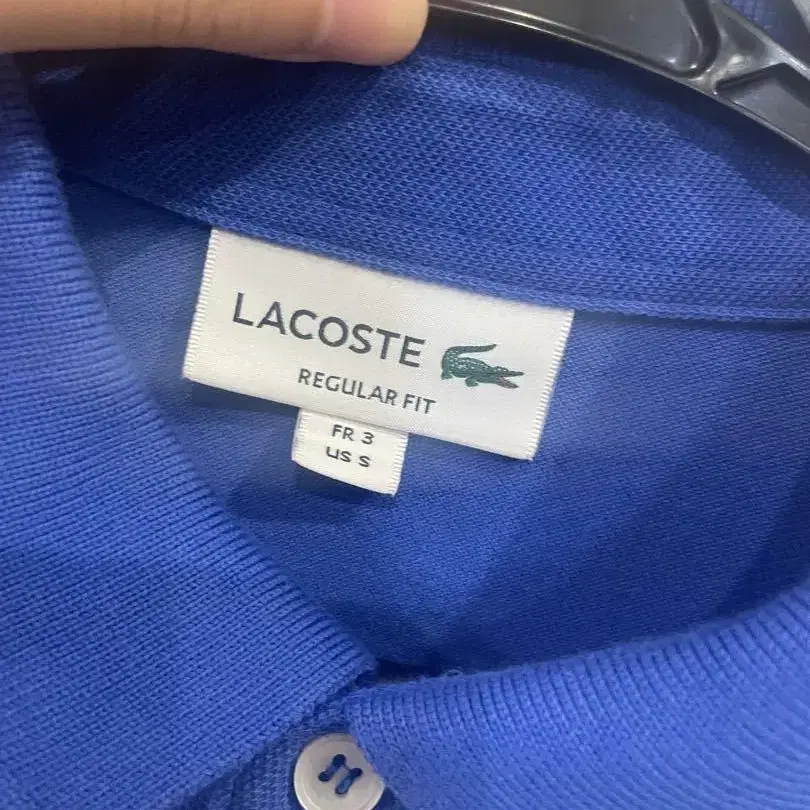 LACOSTE
REGULAR FIT
FR 3
US S